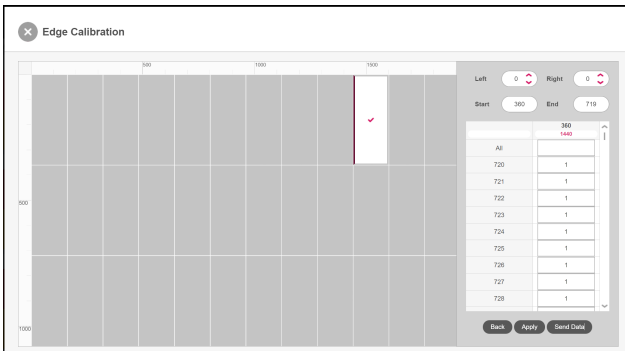 Edge Calibration
500 1000 1500
500
1000
Left 0 Right 0
Start 360 End 719
360
1440
All
720 1
721 1
722 1
723 1
724 1
725 1
726 1
727 1
728 1
Back Apply Send Data